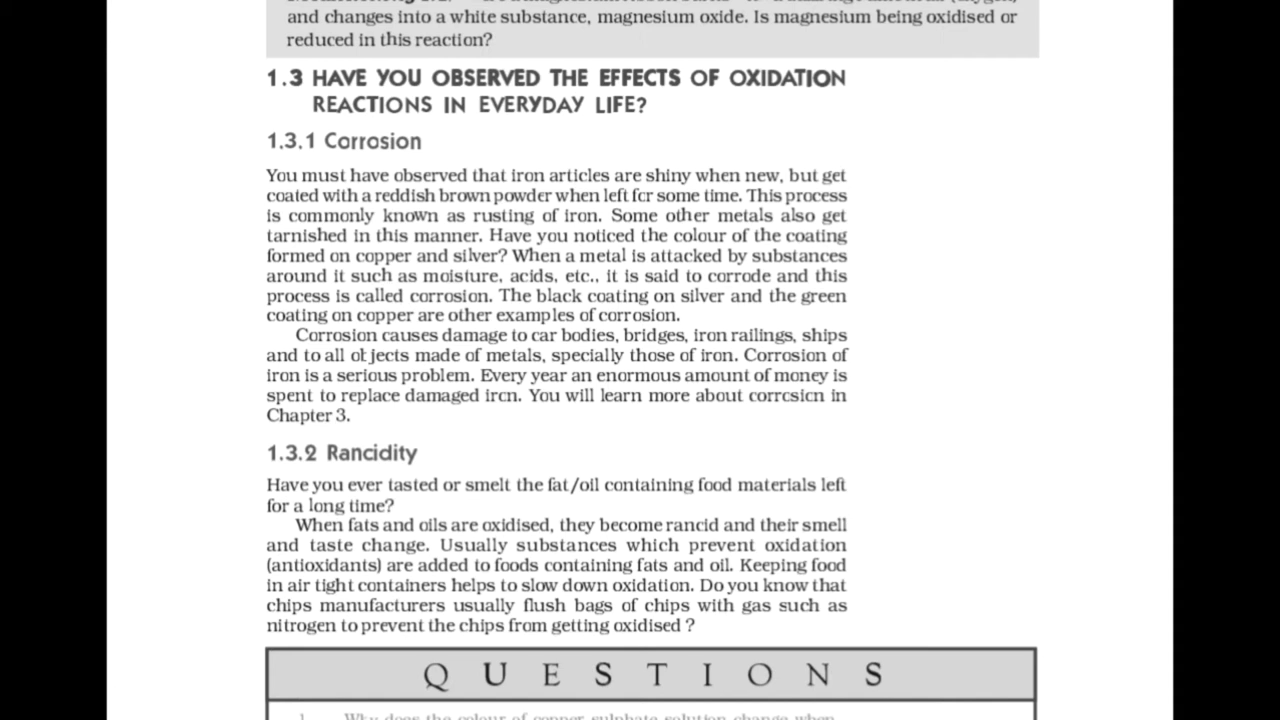 and changes into a white substance, magnesium oxide. Is magnesium being oxidised or
reduced in this reaction?
1.3 HAVE YOU OBSERVED THE EFFECTS OF OXIDATION
REACTIONS IN EVERYDAY LIFE?
1.3.1 Corrosion
You must have observed that iron articles are shiny when new, but get
coated with a reddish brown powder when left for some time. This process
is commonly known as rusting of iron. Some other metals also get
tarnished in this manner. Have you noticed the colour of the coating
formed on copper and silver? When a metal is attacked by substances
around it such as moisture, acids, etc., it is said to corrode and this
process is called corrosion. The black coating on silver and the green
coating on copper are other examples of corrosion.
Corrosion causes damage to car bodies, bridges, iron railings, ships
and to all objects made of metals, specially those of iron. Corrosion of
iron is a serious problem. Every year an enormous amount of money is
spent to replace damaged iron. You will learn more about corrosion in
Chapter 3.
1.3.2 Rancidity
Have you ever tasted or smelt the fat/oil containing food materials left
for a long time?
When fats and oils are oxidised, they become rancid and their smell
and taste change. Usually substances which prevent oxidation
(antioxidants) are added to foods containing fats and oil. Keeping food
in air tight containers helps to slow down oxidation. Do you know that
chips manufacturers usually flush bags of chips with gas such as
nitrogen to prevent the chips from getting oxidised ?
QUESTIONS
Why does the colour of copper sulphate solution change when